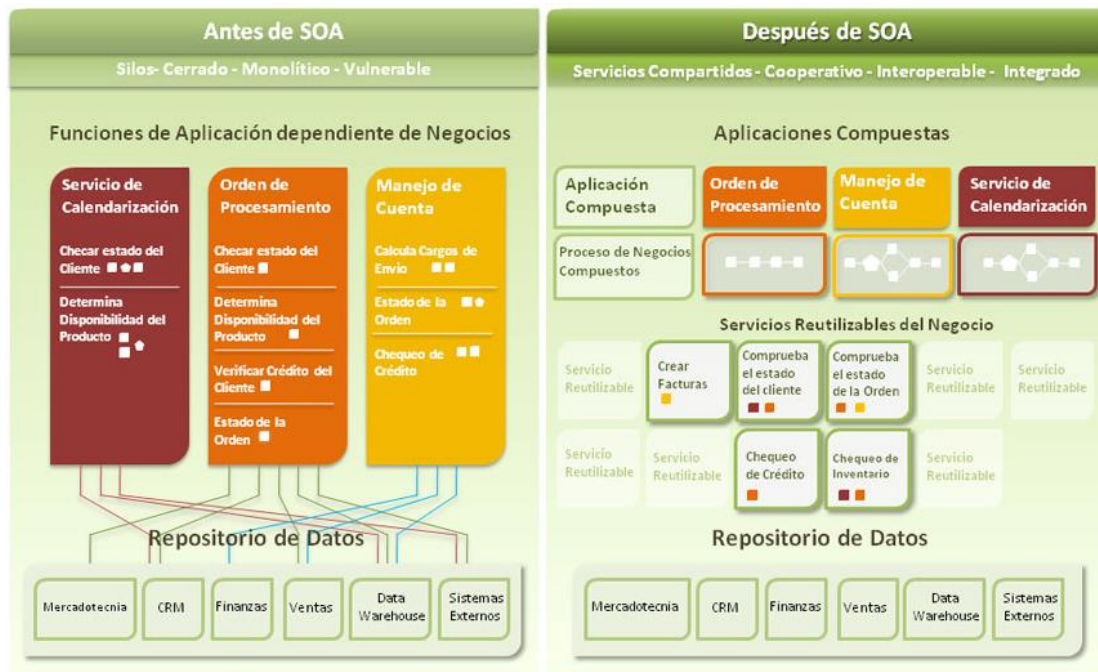 Antes de SOA
Silos- Cerrado - Monolítico - Vulnerable
Funciones de Aplicación dependiente de Negocios
Servicio de
Calendarización
Checar estado del
Cliente
Determina
Disponibilidad del
Producto
Orden de
Procesamiento
Checar estado del
Cliente
Determina
Disponibilidad del
Producto
Verificar Crédito del
Cliente
Estado de la
Orden
Manejo de
Cuenta
Calcula Cargos de
Envio
Estado de la
Orden
Chequeo de
Crédito
Repositorio de Datos
Mercadotecnia
CRM
Finanzas
Ventas
Data
Warehouse
Sistemas
Externos
Después de SOA
Servicios Compartidos - Cooperativo - Interoperable - Integrado
Aplicaciones Compuestas
Aplicación
Compuesta
Orden de
Procesamiento
Manejo de
Cuenta
Servicio de
Calendarización
Proceso de Negocios
Compuestos
Servicios Reutilizables del Negocio
Servicio
Reutilizable
Crear
Facturas
Comprueba
el estado
del cliente
Comprueba
el estado
de la Orden
Servicio
Reutilizable
Servicio
Reutilizable
Servicio
Reutilizable
Servicio
Reutilizable
Chequeo
de Crédito
Chequeo de
Inventario
Servicio
Reutilizable
Repositorio de Datos
Mercadotecnia
CRM
Finanzas
Ventas
Data
Warehouse
Sistemas
Externos